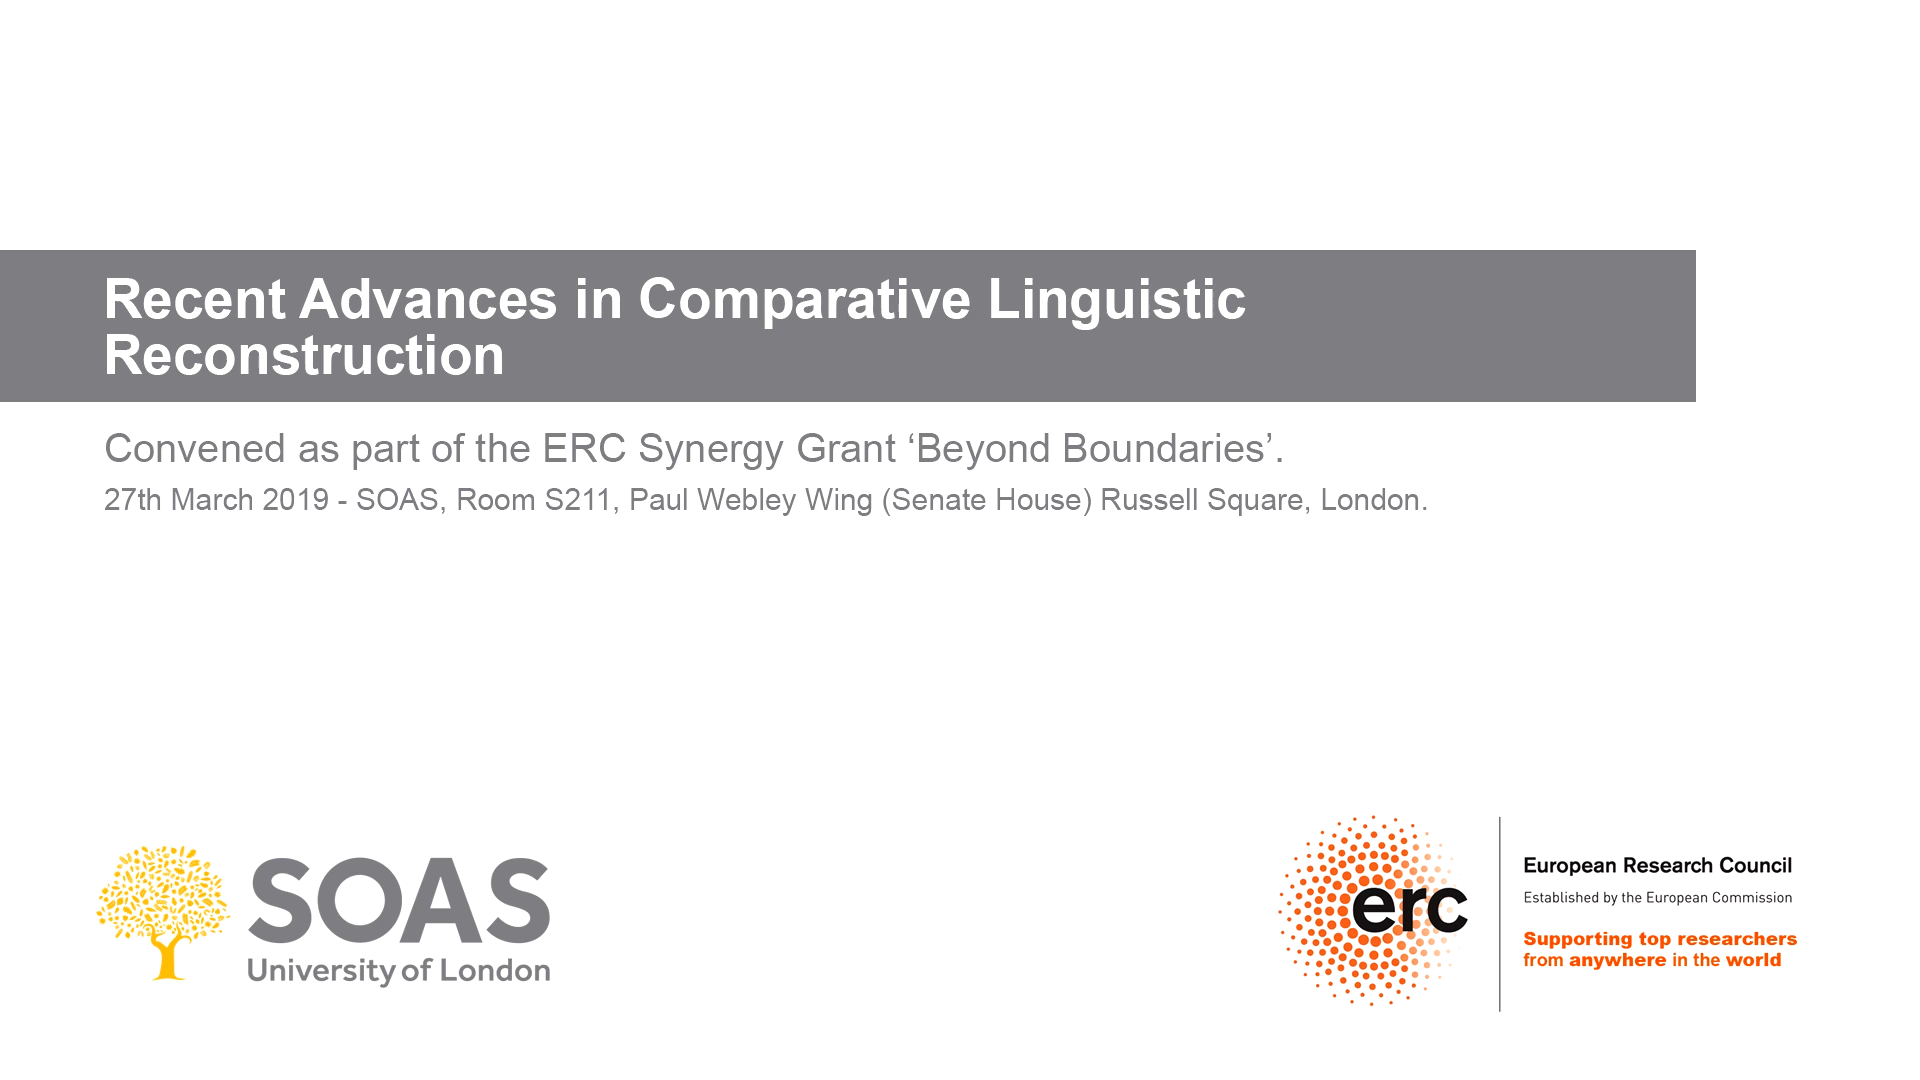 Recent Advances in Comparative Linguistic
Reconstruction
Convened as part of the ERC Synergy Grant ‘Beyond Boundaries’.
27th March 2019 - SOAS, Room S211, Paul Webley Wing (Senate House) Russell Square, London.
SOAS
University of London
erc
European Research Council
Established by the European Commission
Supporting top researchers
from anywhere in the world